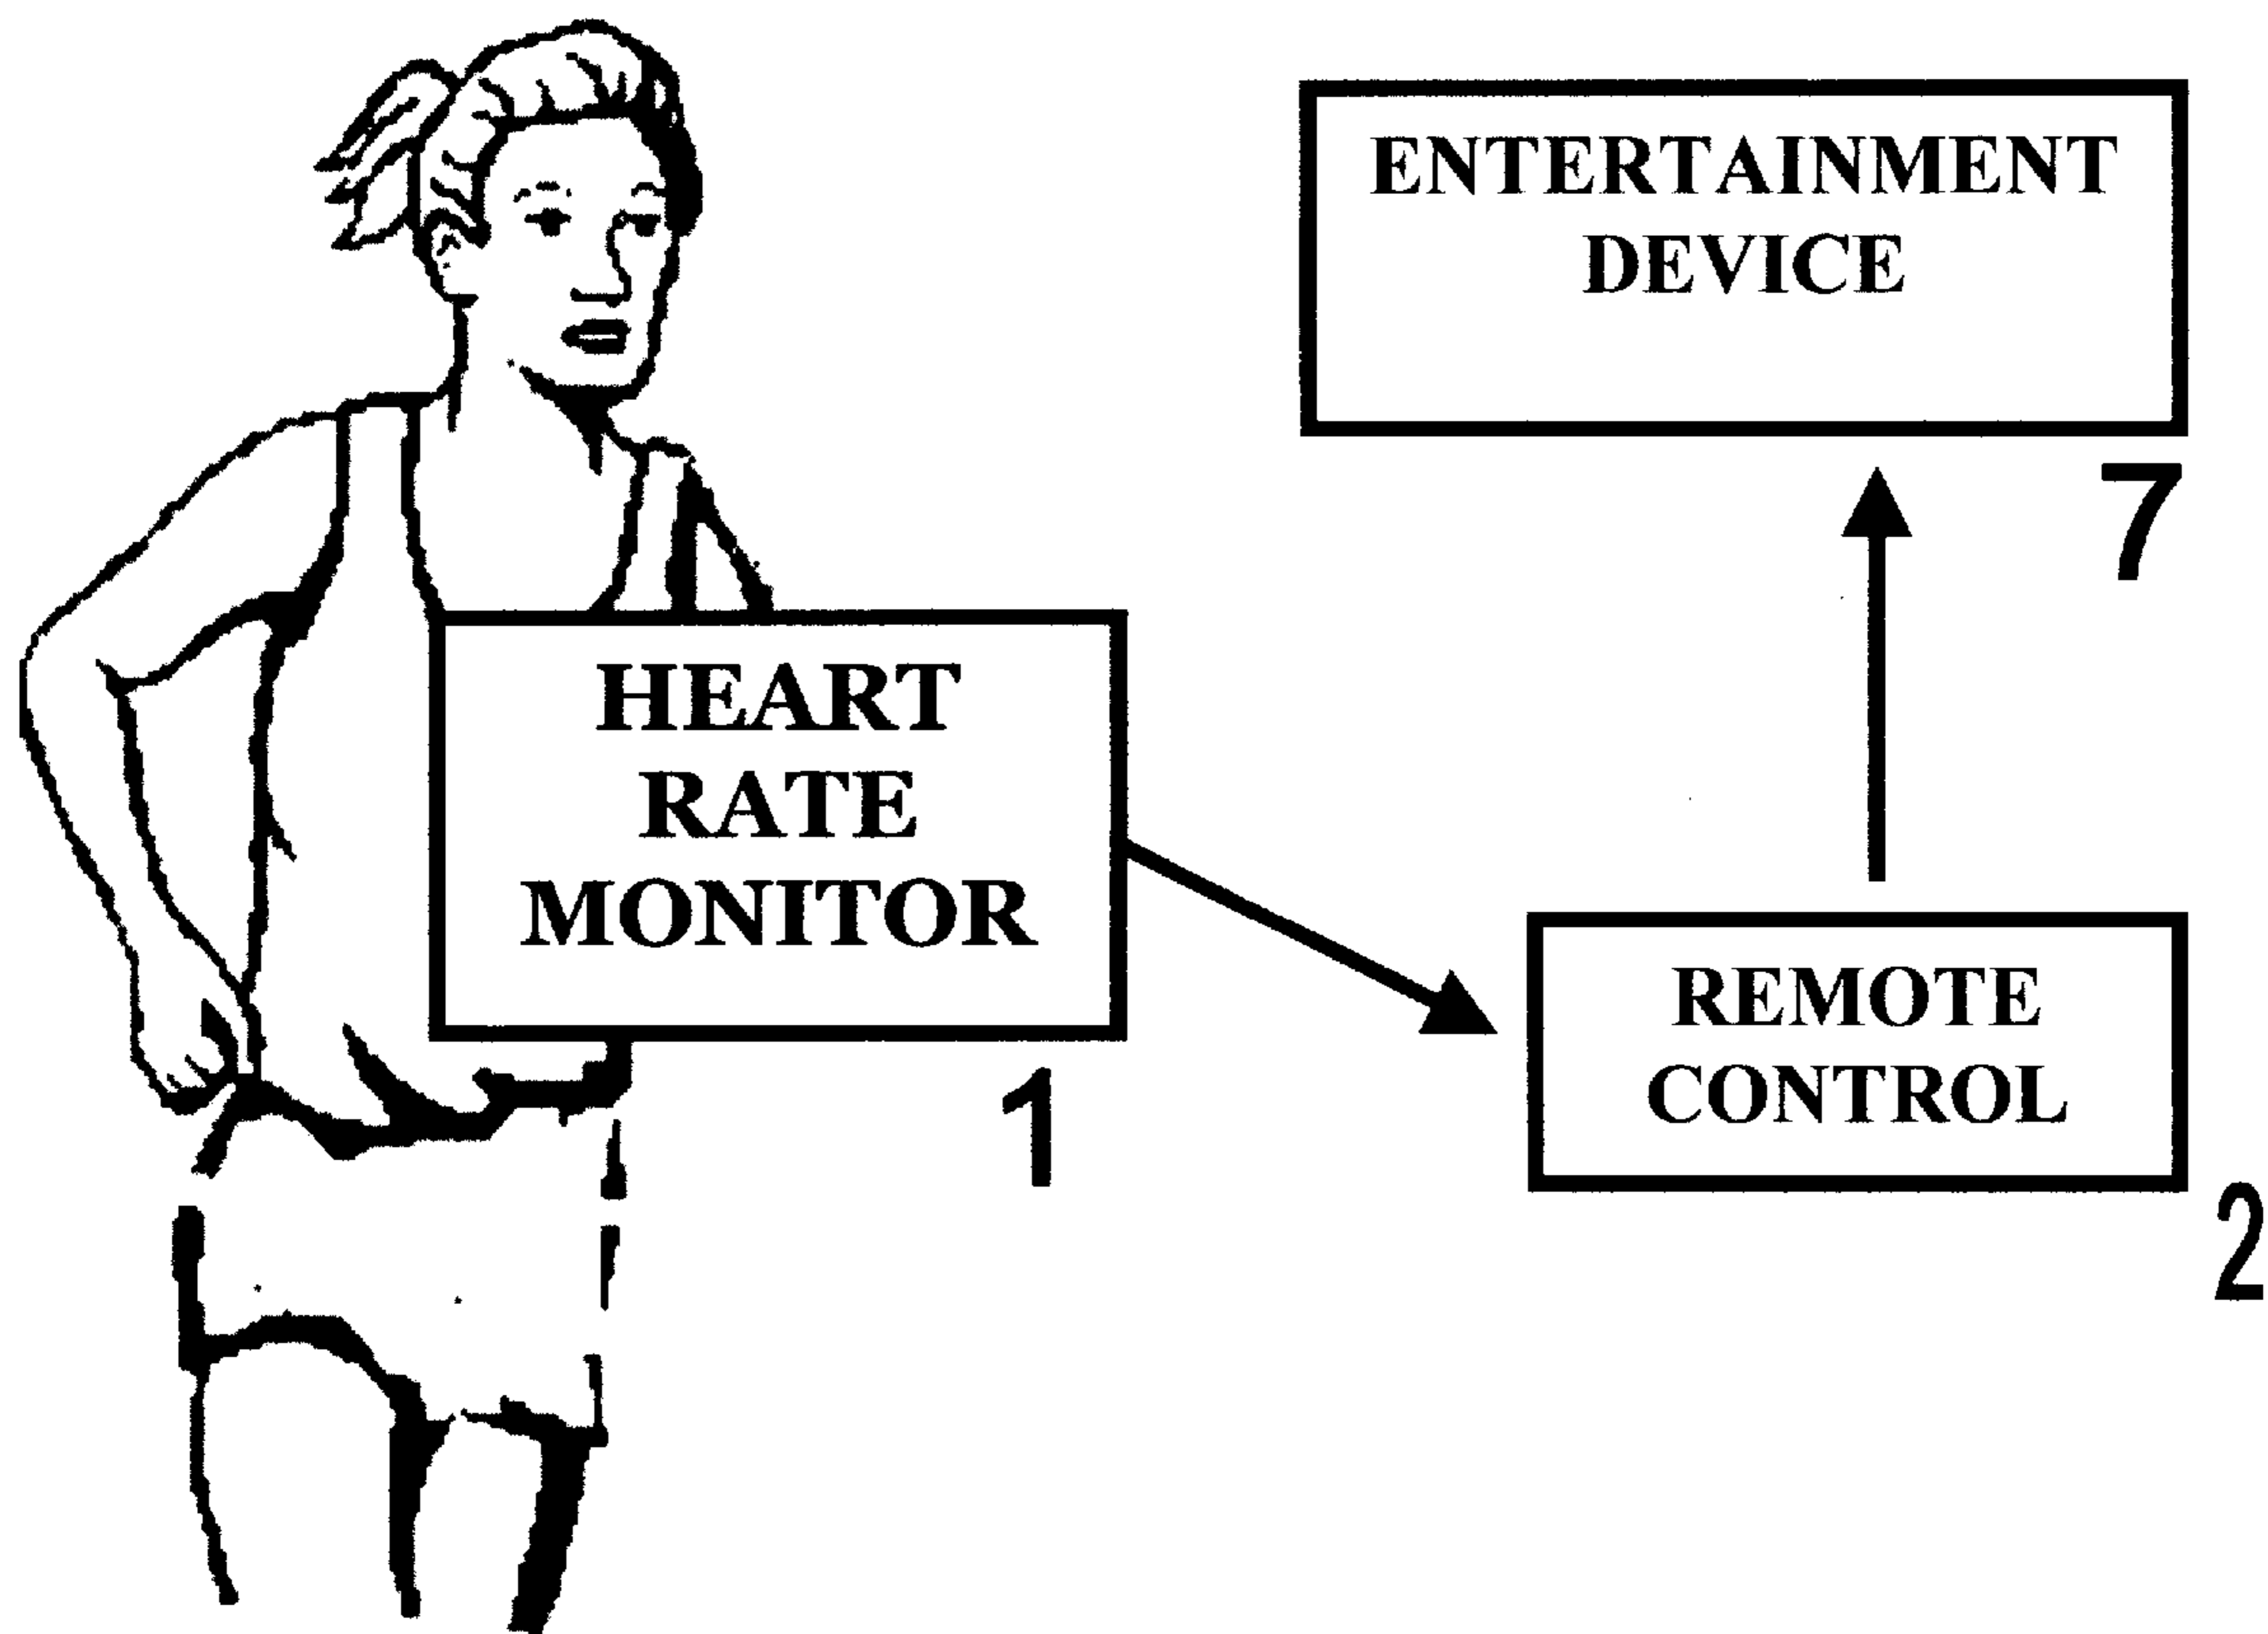 ENTERTAINMENT
DEVICE
7
HEART
RATE
MONITOR
1
REMOTE
CONTROL
2